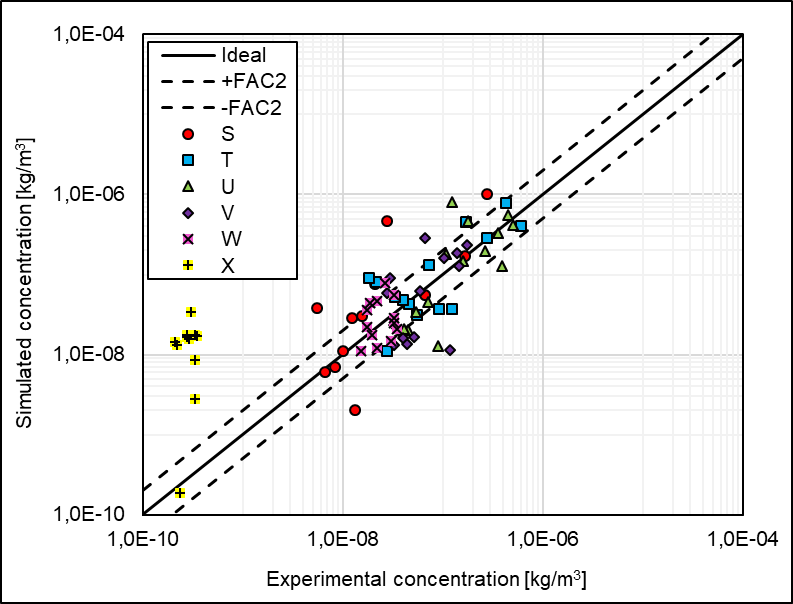 1,0E-04
Ideal
+FAC2
-FAC2
S
T
U
V
W
X
1,0E-06
1,0E-08
1,0E-10
1,0E-10
1,0E-08
1,0E-06
1,0E-04
Simulated concentration [kg/m³]
Experimental concentration [kg/m³]